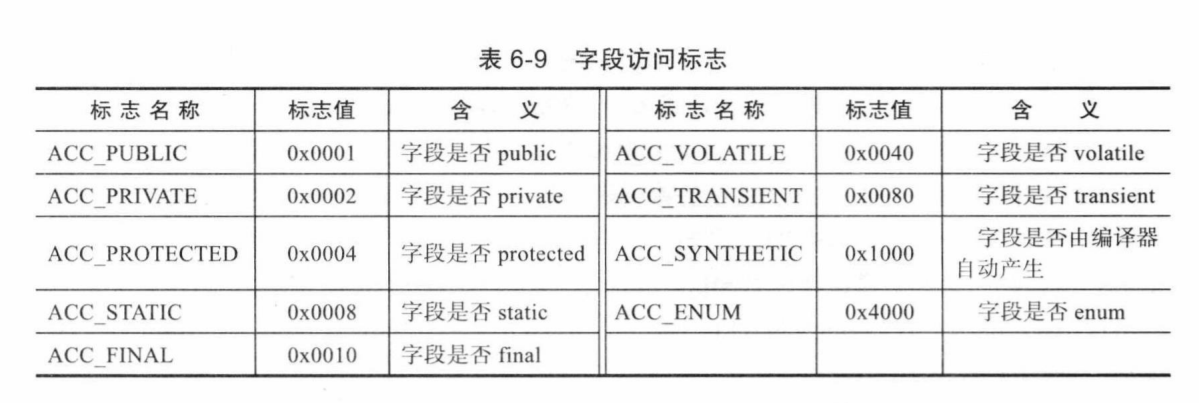 表 6-9 字段访问标志
标志名称 标志值 含义 标志名称 标志值 含义
ACC_PUBLIC 0x0001 字段是否 public ACC_VOLATILE 0x0040 字段是否 volatile
ACC_PRIVATE 0x0002 字段是否 private ACC_TRANSIENT 0x0080 字段是否 transient
ACC_PROTECTED 0x0004 字段是否 protected ACC_SYNTHETIC 0x1000 字段是否由编译器
自动产生
ACC_STATIC 0x0008 字段是否 static ACC_ENUM 0x4000 字段是否 enum
ACC_FINAL 0x0010 字段是否 final